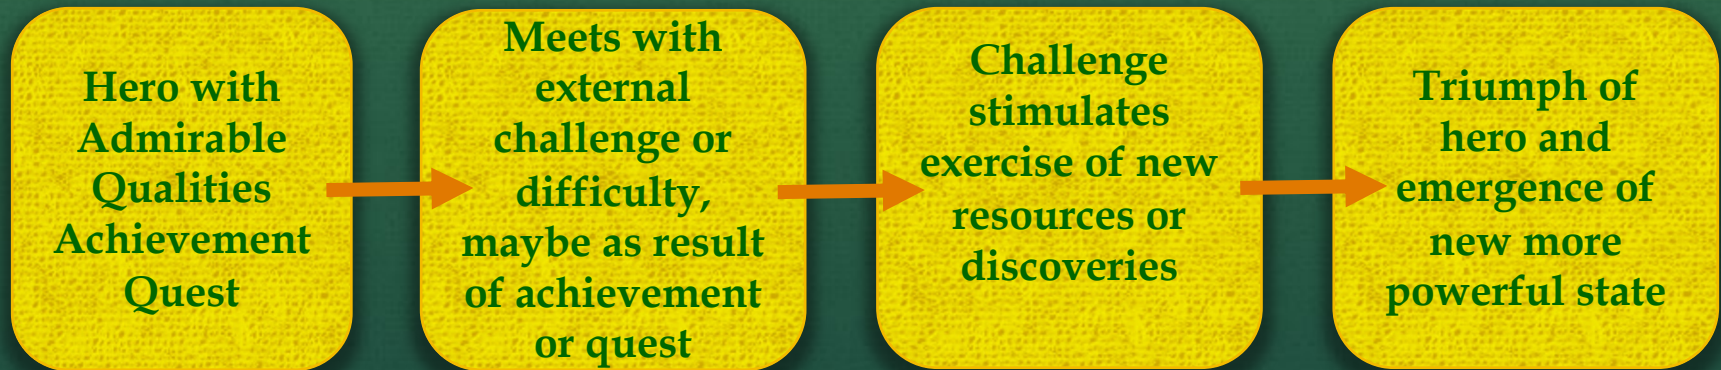 Hero with
Admirable
Qualities
Achievement
Quest
Meets with
external
challenge or
difficulty,
maybe as result
of achievement
or quest
Challenge
stimulates
exercise of new
resources or
discoveries
Triumph of
hero and
emergence of
new more
powerful state